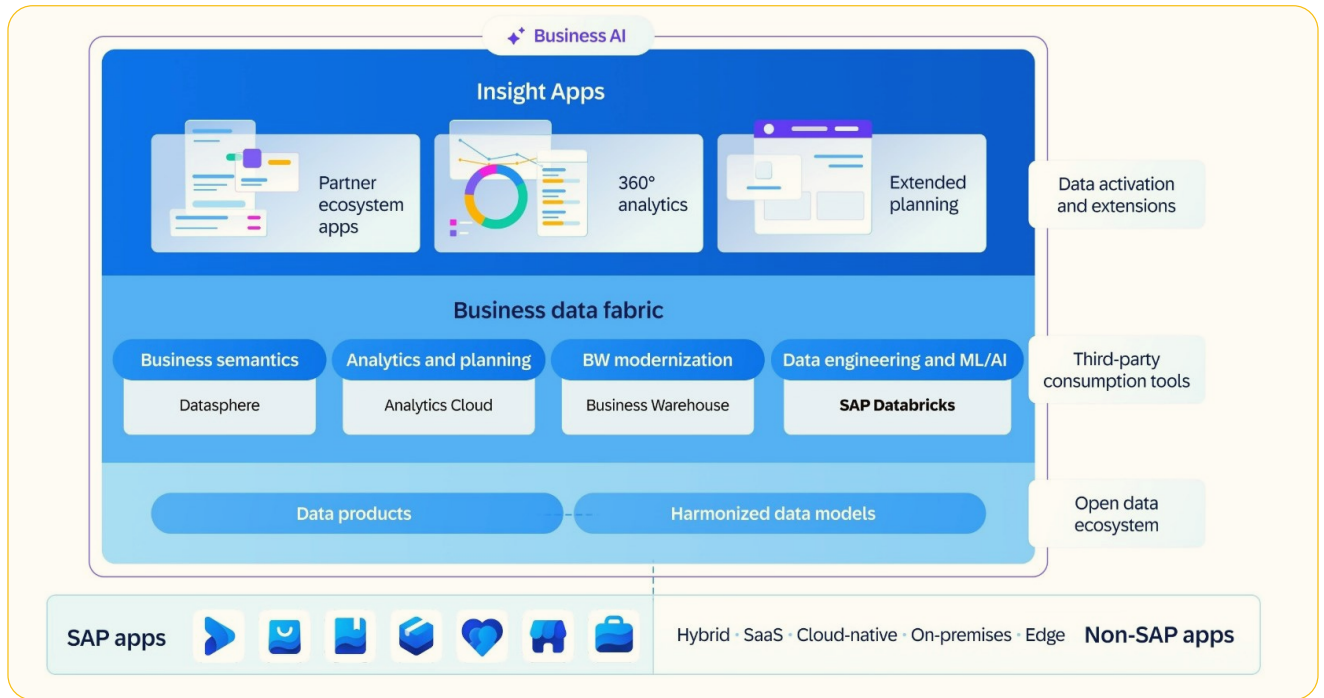 Business AI
Insight Apps
Partner
ecosystem
apps
360°
analytics
Extended
planning
Data activation
and extensions
Business data fabric
Business semantics
Analytics and planning
BW modernization
Data engineering and ML/AI
Datasphere
Analytics Cloud
Business Warehouse
SAP Databricks
Third-party
consumption tools
Data products
Harmonized data models
Open data
ecosystem
SAP apps
Hybrid • SaaS • Cloud-native • On-premises • Edge
Non-SAP apps